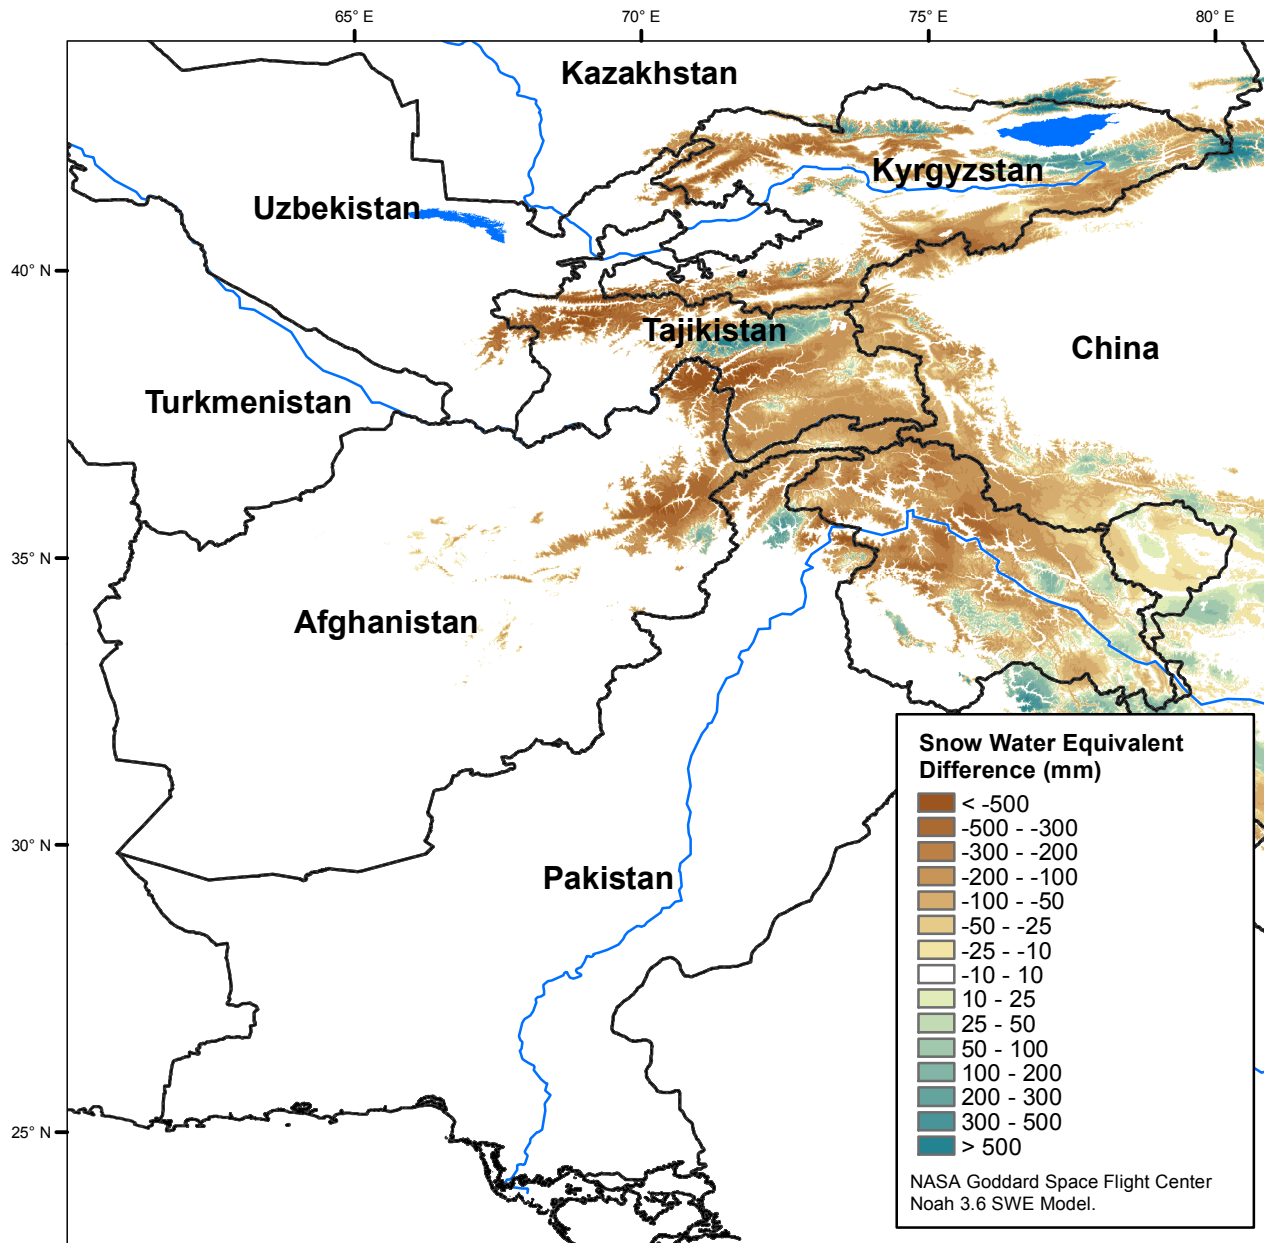 65° E
70° E
75° E
80° E
Kazakhstan
Kyrgyzstan
Uzbekistan
40° N
Tajikistan
China
Turkmenistan
35° N
Afghanistan
Snow Water Equivalent
Difference (mm)
< -500
-500 - -300
-300 - -200
-200 - -100
-100 - -50
-50 - -25
-25 - -10
-10 - 10
10 - 25
25 - 50
50 - 100
100 - 200
200 - 300
300 - 500
> 500
NASA Goddard Space Flight Center
Noah 3.6 SWE Model.
30° N
Pakistan
25° N